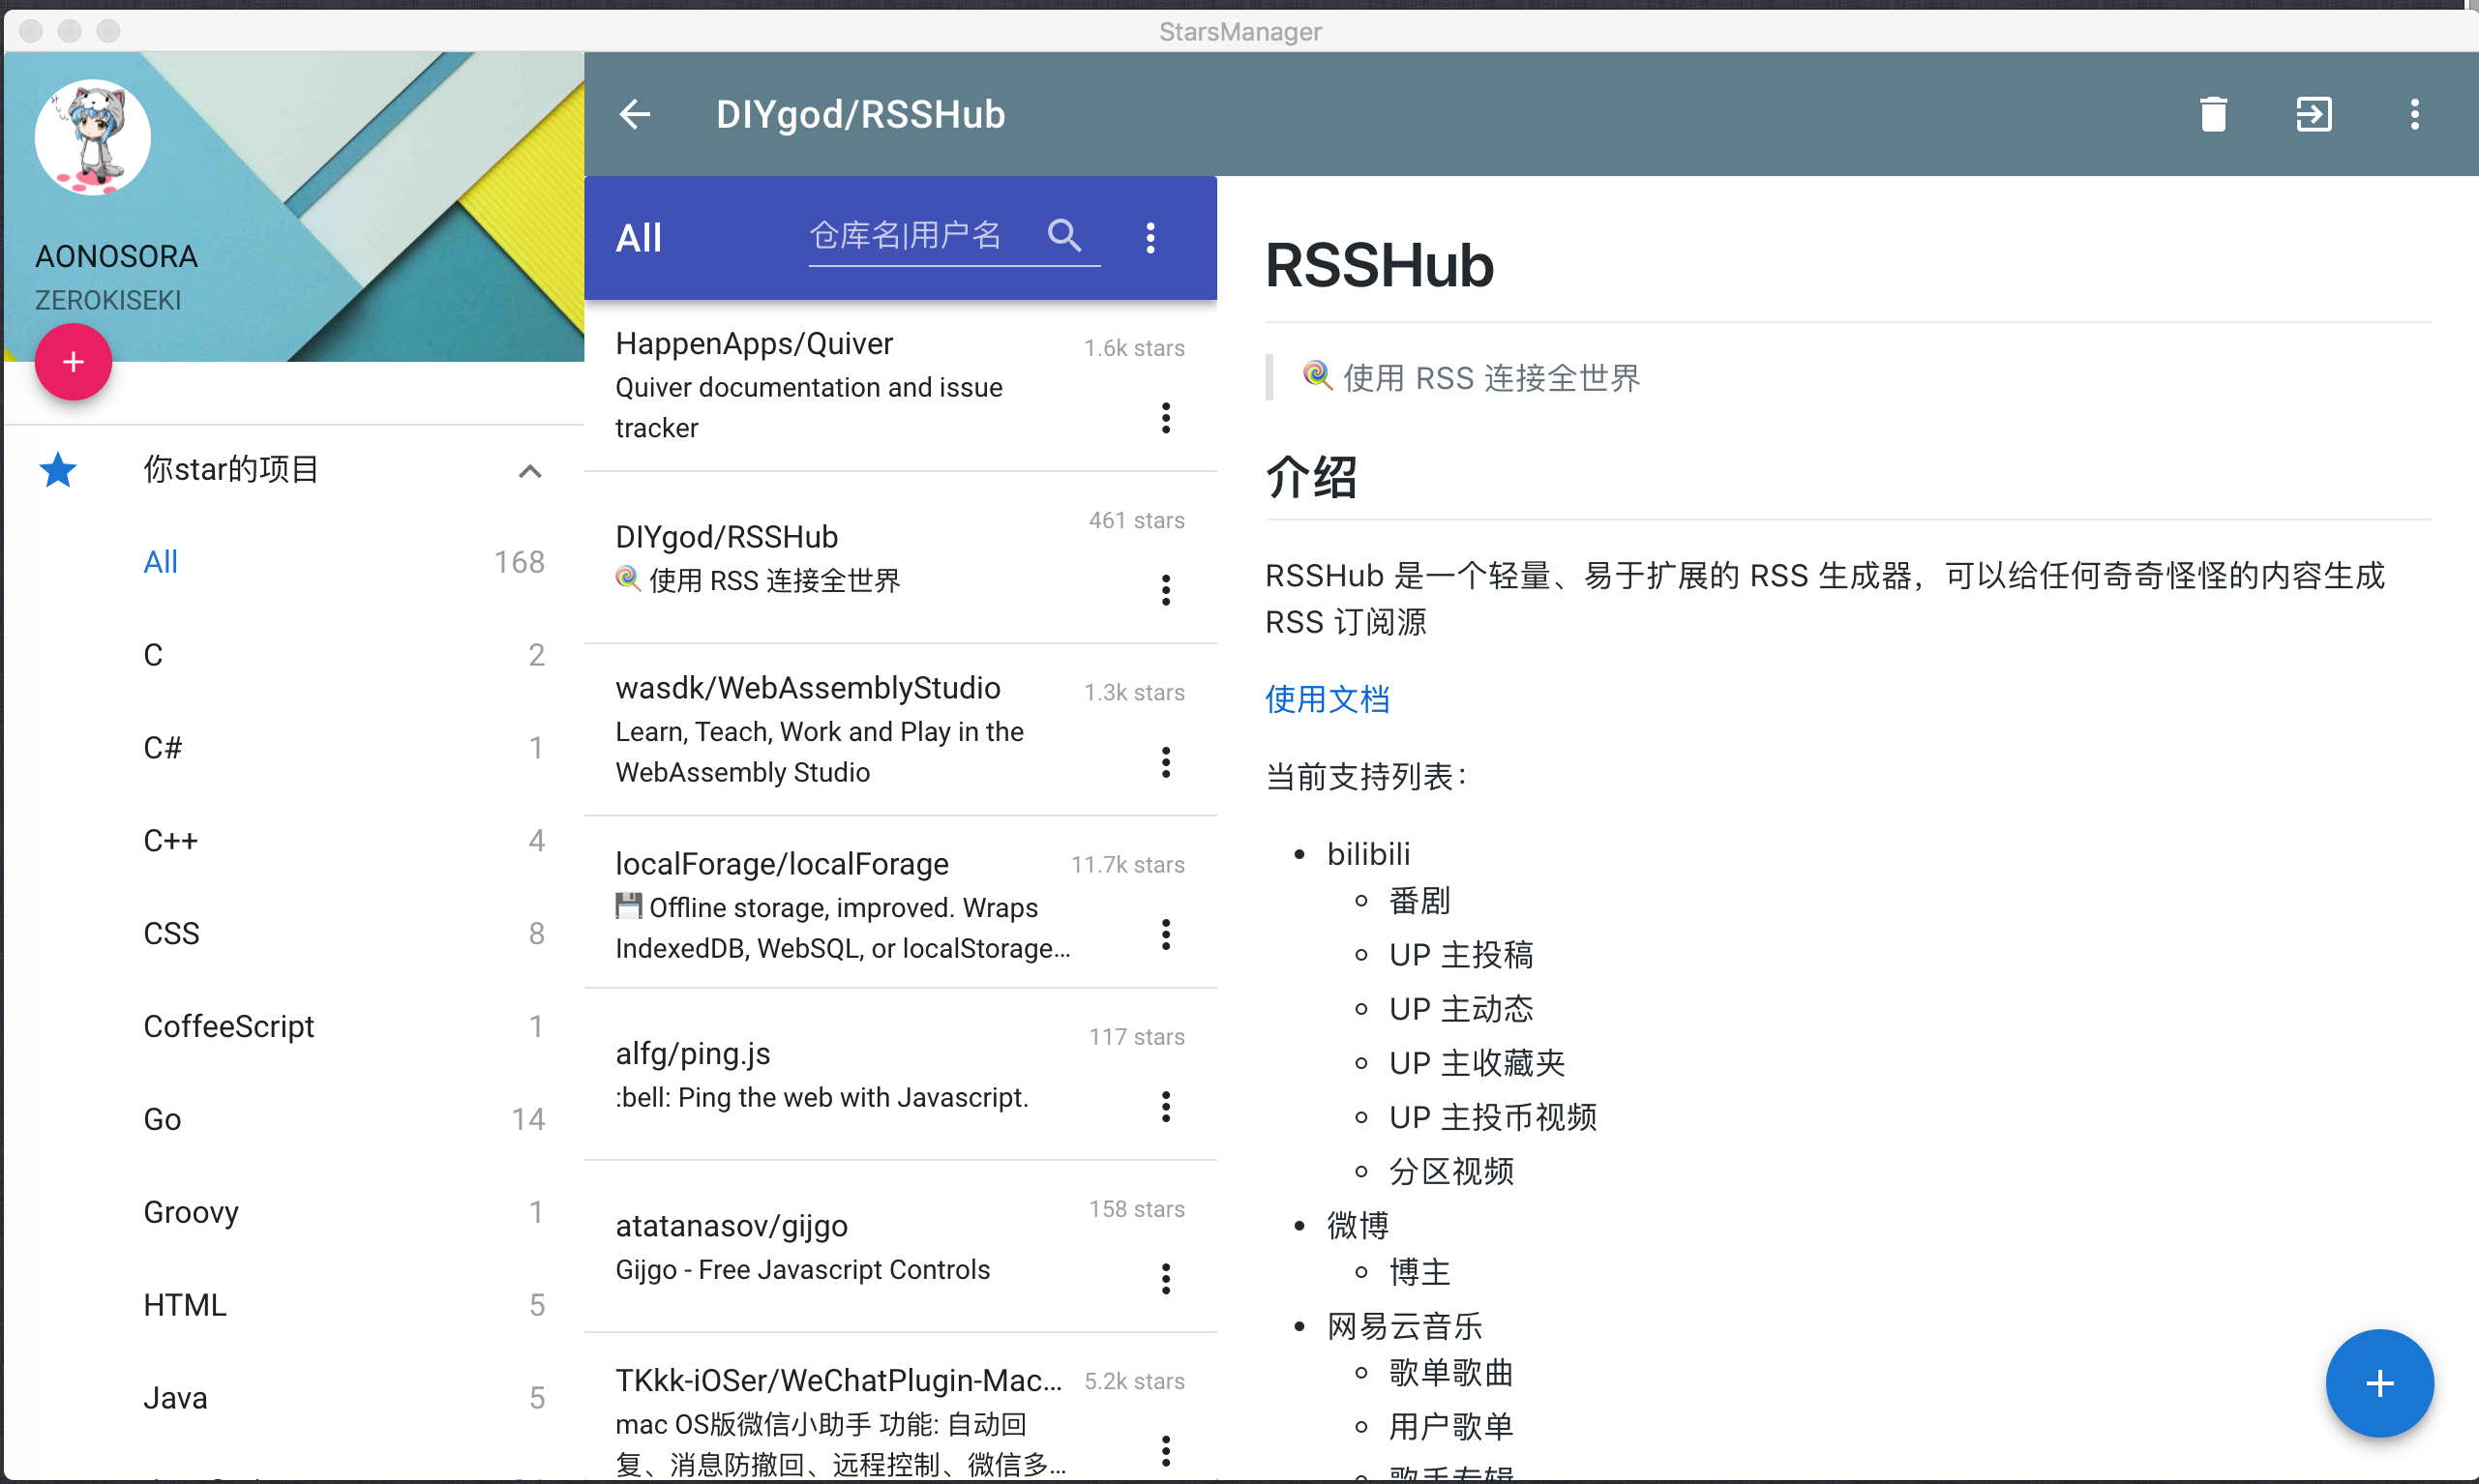 StarsManager
AONOSORA
ZEROKISEKI
你star的项目
All 168
C 2
C# 1
C++ 4
CSS 8
CoffeeScript 1
Go 14
Groovy 1
HTML 5
Java 5
DIYgod/RSSHub
All 仓库名|用户名
HappenApps/Quiver 1.6k stars
Quiver documentation and issue
tracker
DIYgod/RSSHub 461 stars
🍭 使用 RSS 连接全世界
wasdk/WebAssemblyStudio 1.3k stars
Learn, Teach, Work and Play in the
WebAssembly Studio
localForage/localForage 11.7k stars
💾 Offline storage, improved. Wraps
IndexedDB, WebSQL, or localStorage…
alfg/ping.js 117 stars
:bell: Ping the web with Javascript.
atatanasov/gijgo 158 stars
Gijgo - Free Javascript Controls
TKkk-iOSer/WeChatPlugin-Mac… 5.2k stars
mac OS版微信小助手 功能: 自动回
复、消息防撤回、远程控制、微信多…
RSSHub
🍭 使用 RSS 连接全世界
介绍
RSSHub 是一个轻量、易于扩展的 RSS 生成器，可以给任何奇奇怪怪的内容生成
RSS 订阅源
使用文档
当前支持列表：
bilibili
番剧
UP 主投稿
UP 主动态
UP 主收藏夹
UP 主投币视频
分区视频
微博
博主
网易云音乐
歌单歌曲
用户歌单
歌手专辑